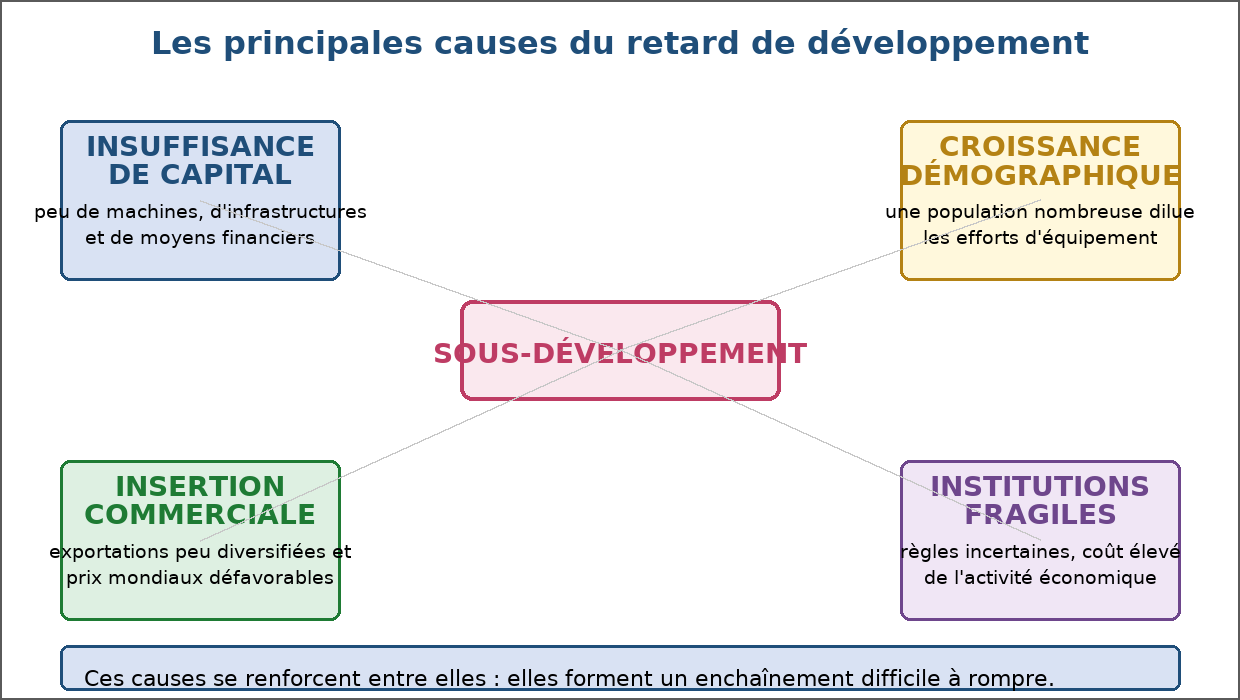 Les principales causes du retard de développement
INSUFFISANCE
DE CAPITAL
peu de machines, d'infrastructures
et de moyens financiers
CROISSANCE
DÉMOGRAPHIQUE
une population nombreuse dilue
les efforts d'équipement
SOUS-DÉVELOPPEMENT
INSERTION
COMMERCIALE
exportations peu diversifiées et
prix mondiaux défavorables
INSTITUTIONS
FRAGILES
règles incertaines, coût élevé
de l'activité économique
Ces causes se renforcent entre elles : elles forment un enchaînement difficile à rompre.